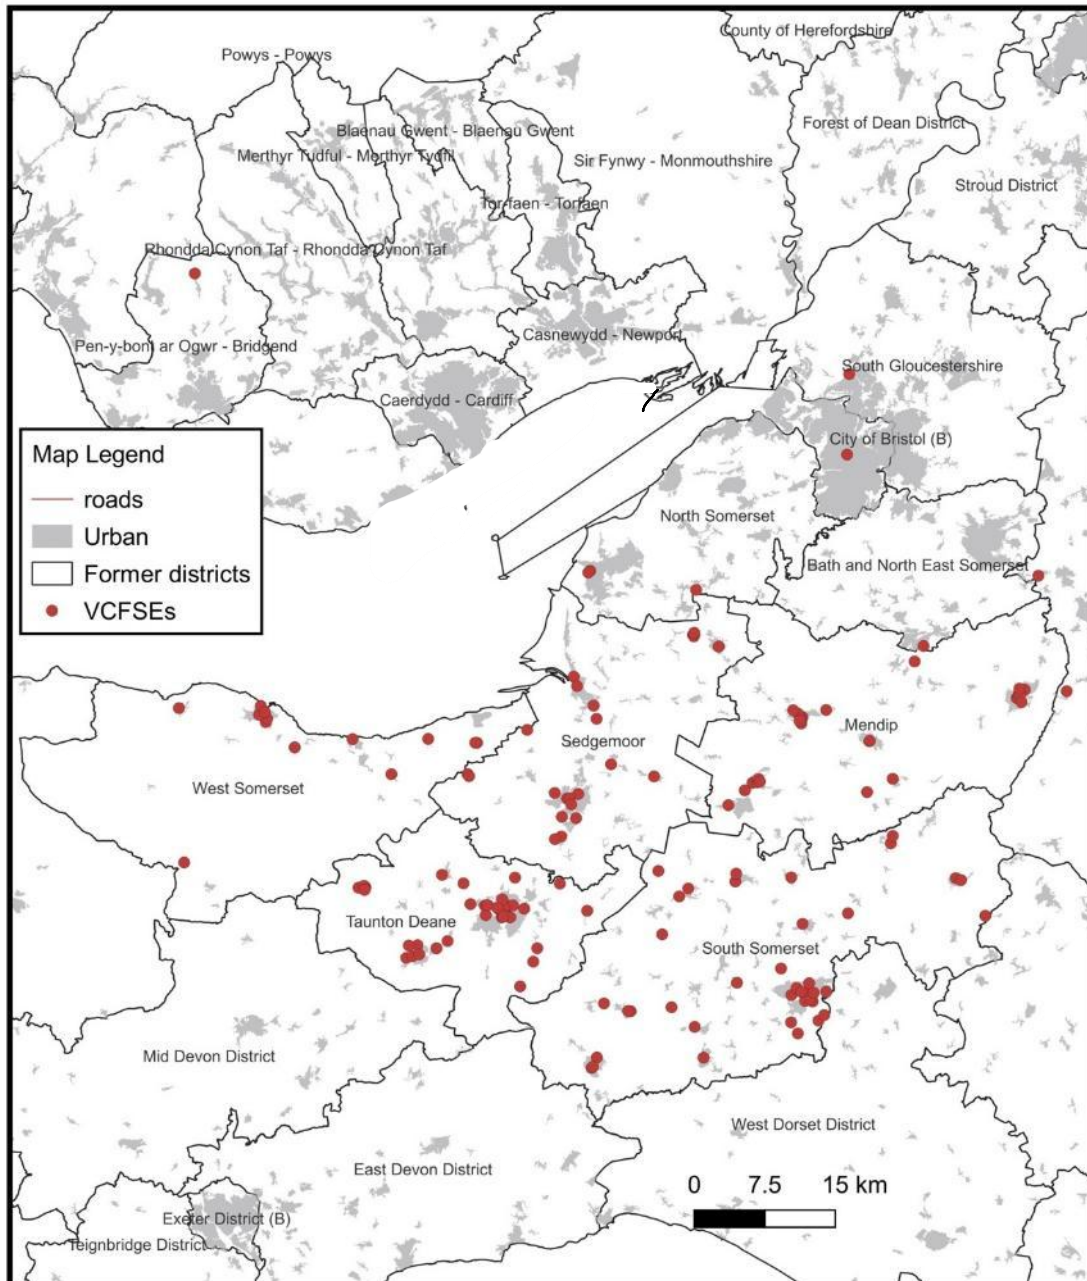 County of Herefordshire
Powys - Powys
Blaenau Gwent - Blaenau Gwent
Forest of Dean District
Merthyr Tudful - Merthyr Tydfil
Sir Fynwy - Monmouthshire
Stroud District
Tor-faen - Torfaen
Rhondda Cynon Taf - Rhondda Cynon Taf
Casnewydd - Newport
Pen-y-bont ar Ogwr - Bridgend
South Gloucestershire
Caerdydd - Cardiff
City of Bristol (B)
Map Legend
roads
Urban
Former districts
VCFSEs
North Somerset
Bath and North East Somerset
Mendip
Sedgemoor
West Somerset
Taunton Deane
South Somerset
Mid Devon District
West Dorset District
East Devon District
0 7.5 15 km
Exeter District (B)
Teignbridge District